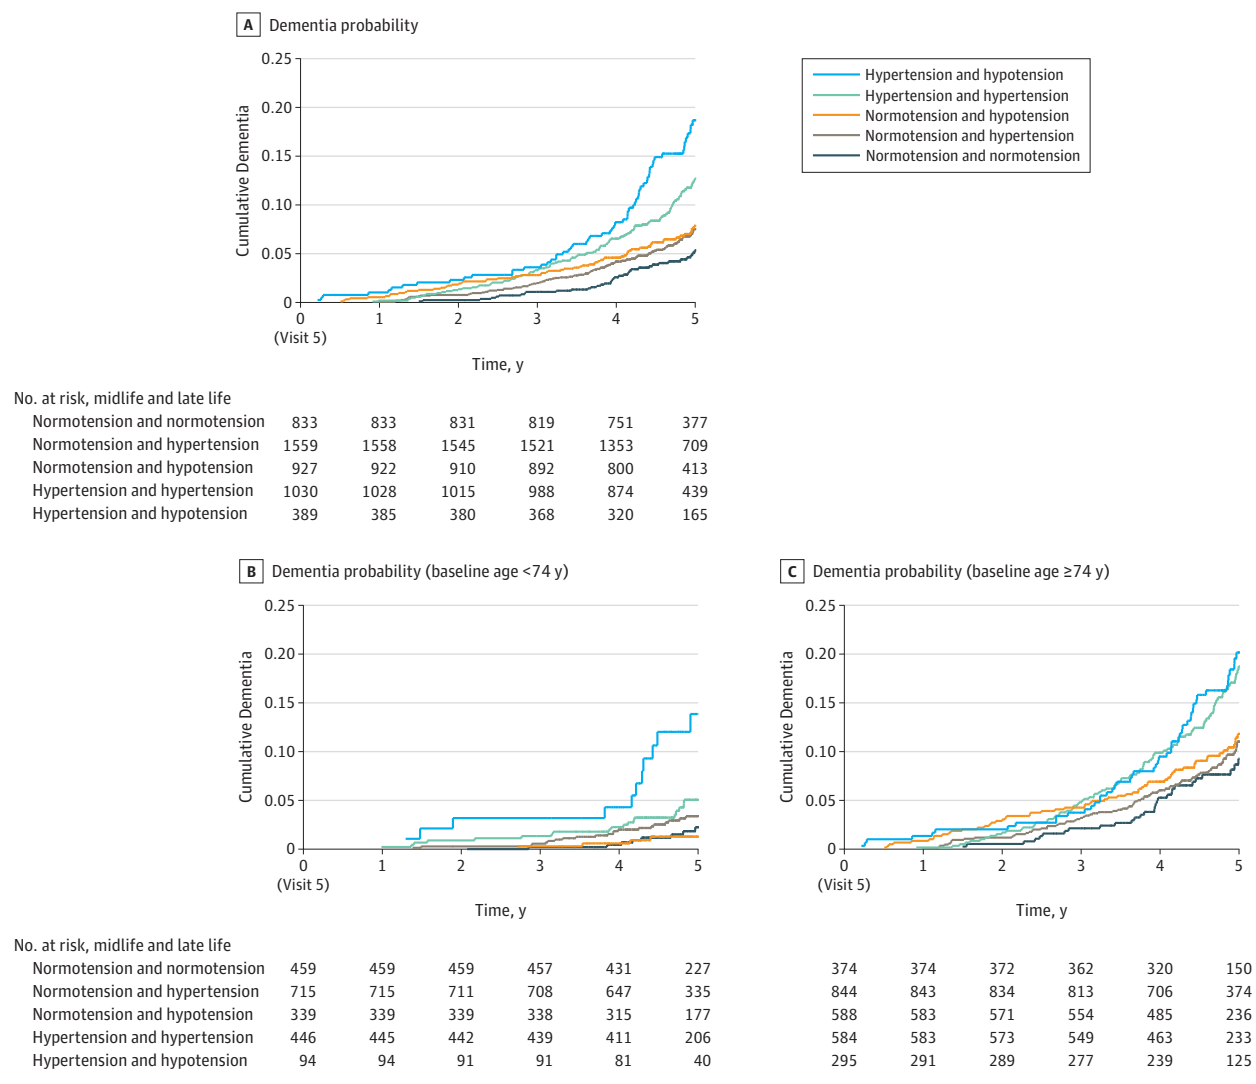 A Dementia probability
0.25
0.20
0.15
0.10
0.05
0
Cumulative Dementia
0 1 2 3 4 5
(Visit 5)
Time, y
Hypertension and hypotension
Hypertension and hypertension
Normotension and hypotension
Normotension and hypertension
Normotension and normotension
No. at risk, midlife and late life
Normotension and normotension 833 833 831 819 751 377
Normotension and hypertension 1559 1558 1545 1521 1353 709
Normotension and hypotension 927 922 910 892 800 413
Hypertension and hypertension 1030 1028 1015 988 874 439
Hypertension and hypotension 389 385 380 368 320 165
B Dementia probability (baseline age <74 y)
0.25
0.20
0.15
0.10
0.05
0
Cumulative Dementia
0 1 2 3 4 5
(Visit 5)
Time, y
C Dementia probability (baseline age ≥74 y)
0.25
0.20
0.15
0.10
0.05
0
Cumulative Dementia
0 1 2 3 4 5
(Visit 5)
Time, y
No. at risk, midlife and late life
Normotension and normotension 459 459 459 457 431 227 374 374 372 362 320 150
Normotension and hypertension 715 715 711 708 647 335 844 843 834 813 706 374
Normotension and hypotension 339 339 339 338 315 177 588 583 571 554 485 236
Hypertension and hypertension 446 445 442 439 411 206 584 583 573 549 463 233
Hypertension and hypotension 94 94 91 91 81 40 295 291 289 277 239 125